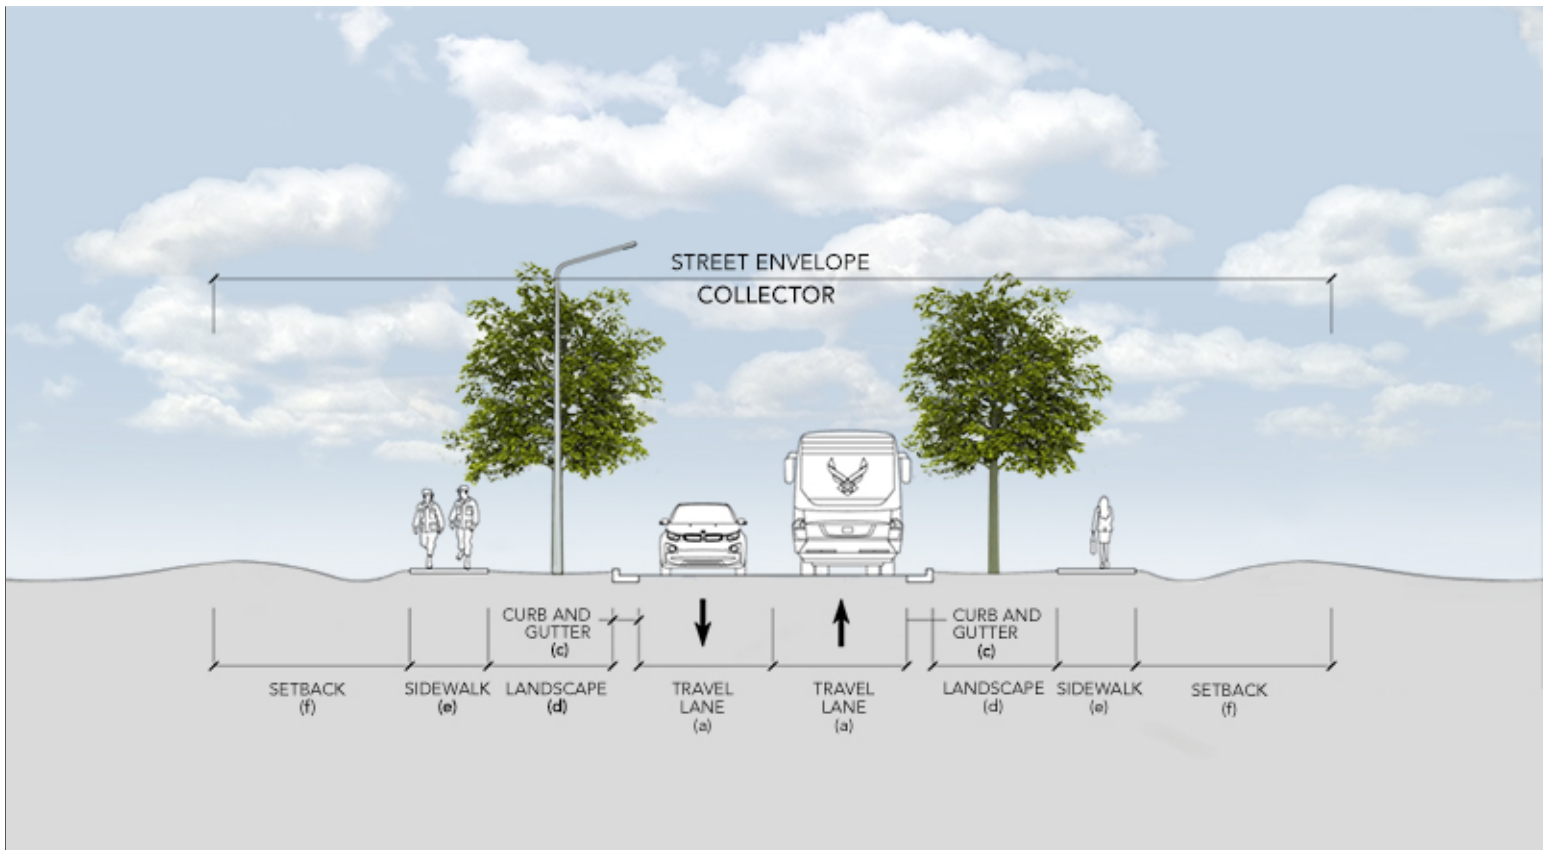 STREET ENVELOPE
COLLECTOR
CURB AND
GUTTER
(c)
CURB AND
GUTTER
(c)
SETBACK
(f)
SIDEWALK
(e)
LANDSCAPE
(d)
TRAVEL
LANE
(a)
TRAVEL
LANE
(a)
LANDSCAPE
(d)
SIDEWALK
(e)
SETBACK
(f)